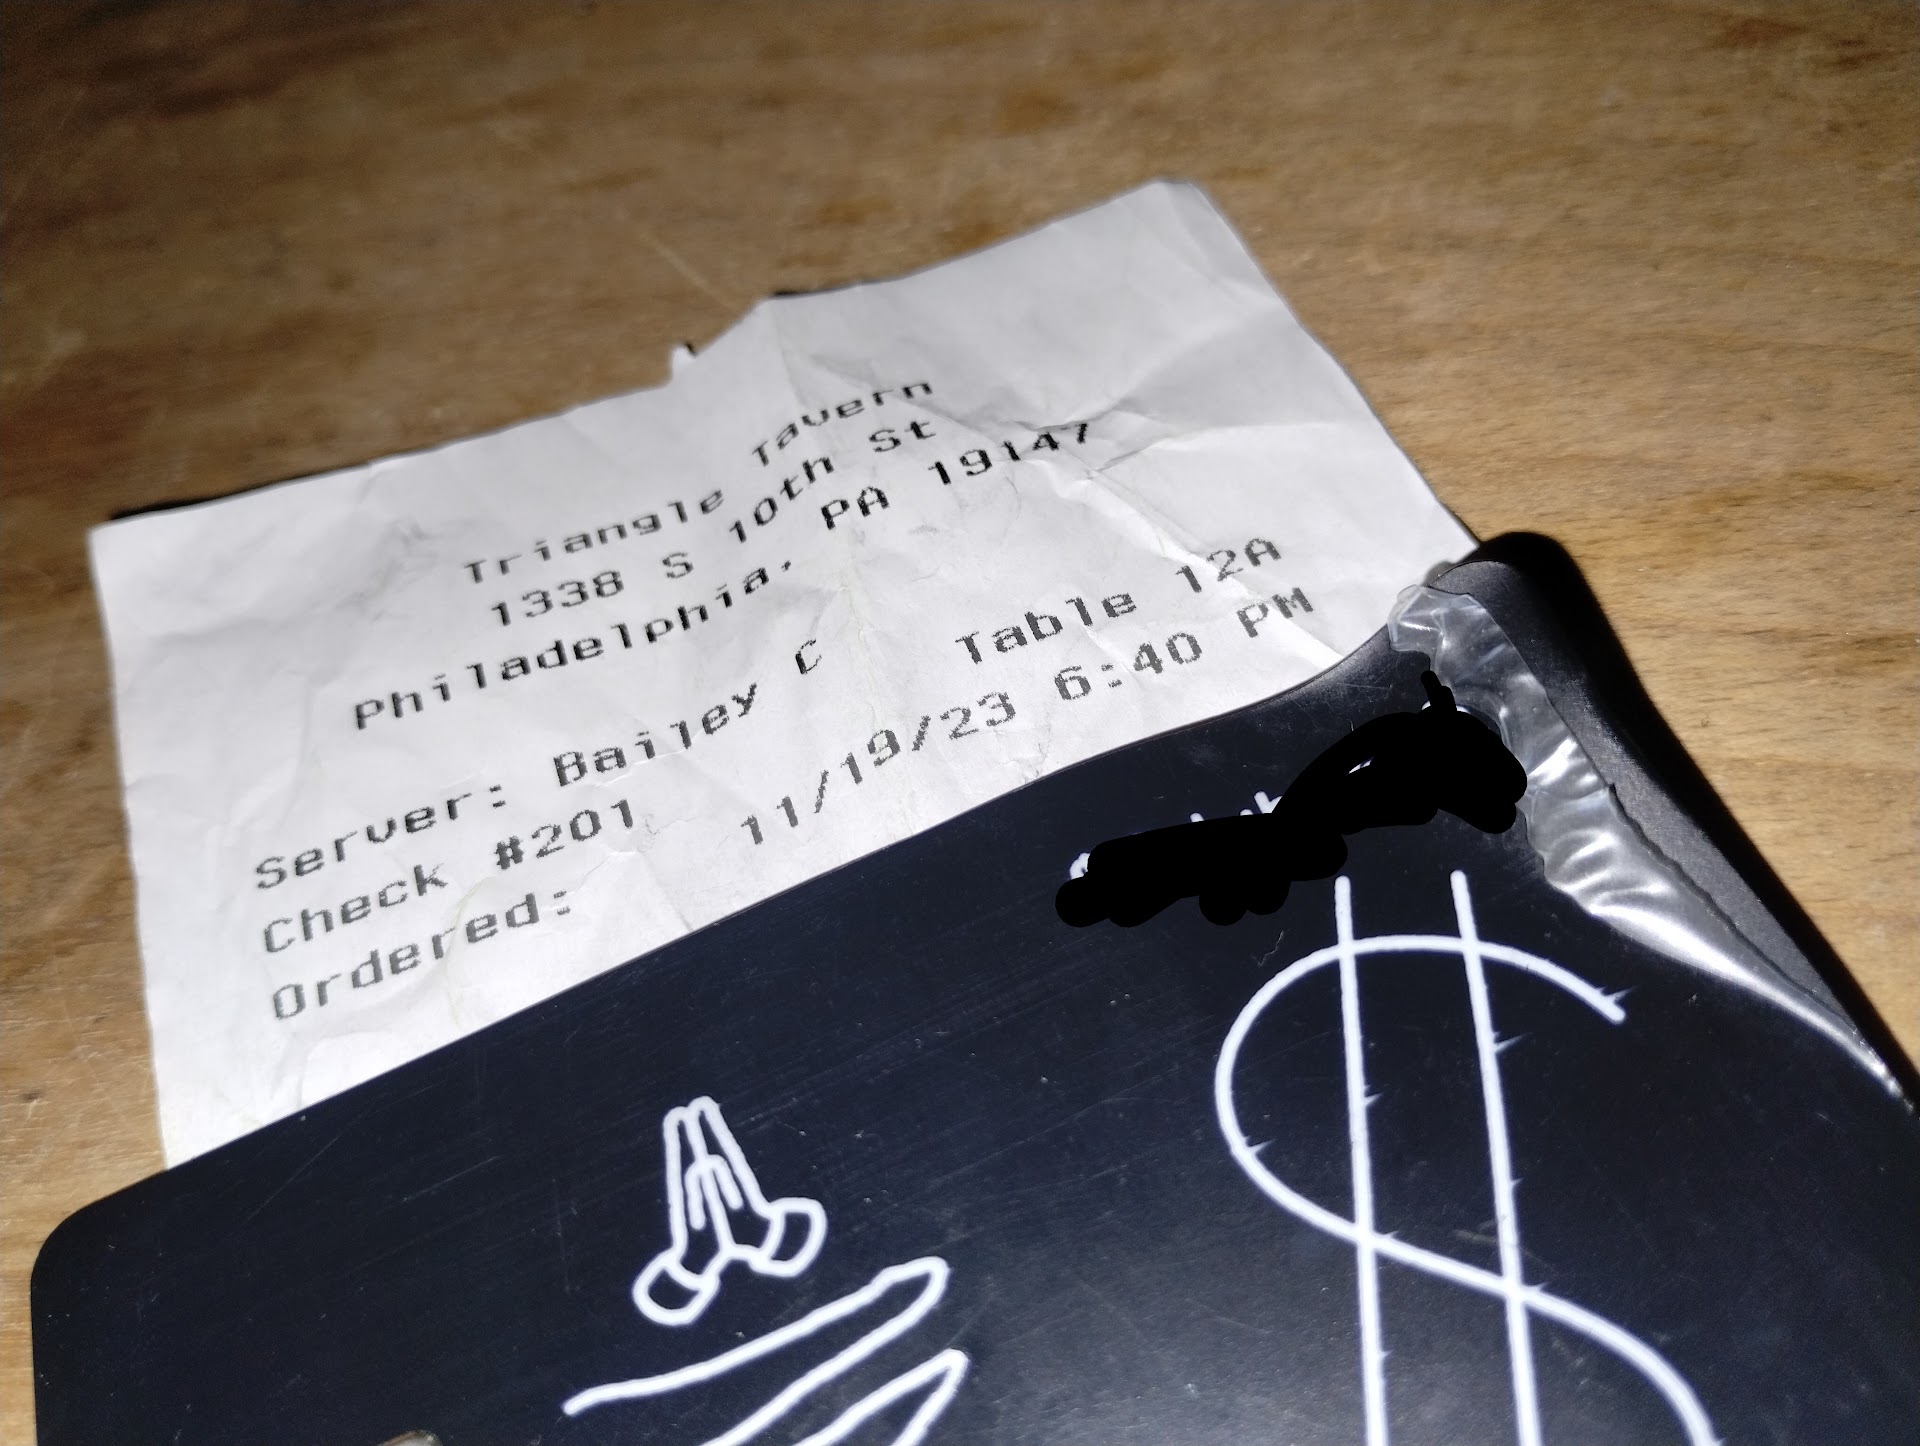 Triangle Tavern
1338 S 10th St
Philadelphia, PA 19147
Server: Bailey C Table 12A
Check #201
Ordered: 11/19/23 6:40 PM
$